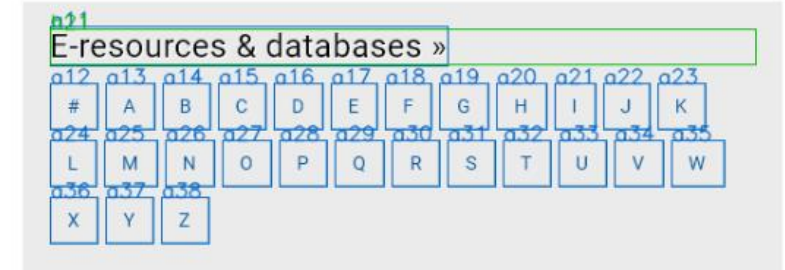 E-resources & databases »
a12 a13 a14 a15 a16 a17 a18 a19 a20 a21 a22 a23
# A B C D E F G H I J K
a24 a25 a26 a27 a28 a29 a30 a31 a32 a33 a34 a35
L M N O P Q R S T U V W
a36 a37 a38
X Y Z